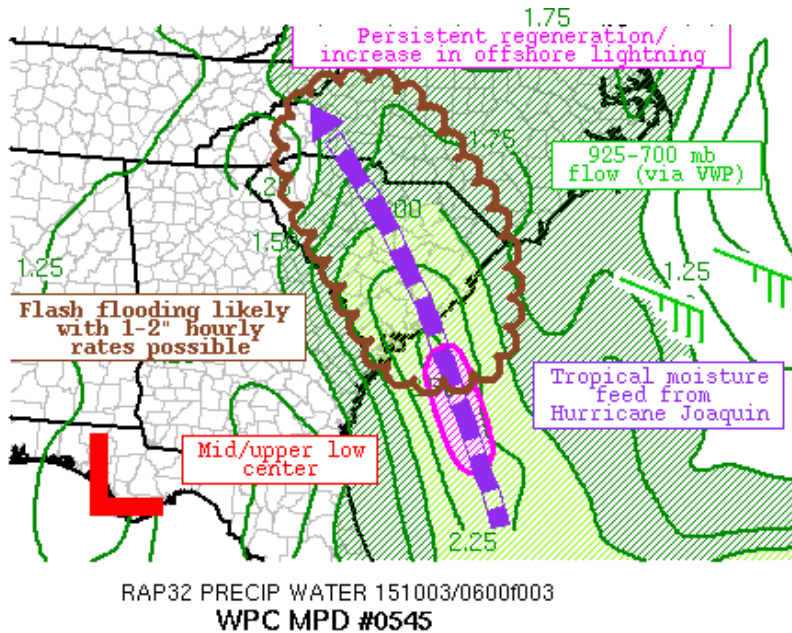 1.75
Persistent regeneration/
increase in offshore lightning
1.75
925-700 mb
flow (via VWP)
1.50
1.25
1.25
Flash flooding likely
with 1-2" hourly
rates possible
Tropical moisture
feed from
Hurricane Joaquin
Mid/upper low
center
L
2.25
RAP32 PRECIP WATER 151003/0600f003
WPC MPD #0545